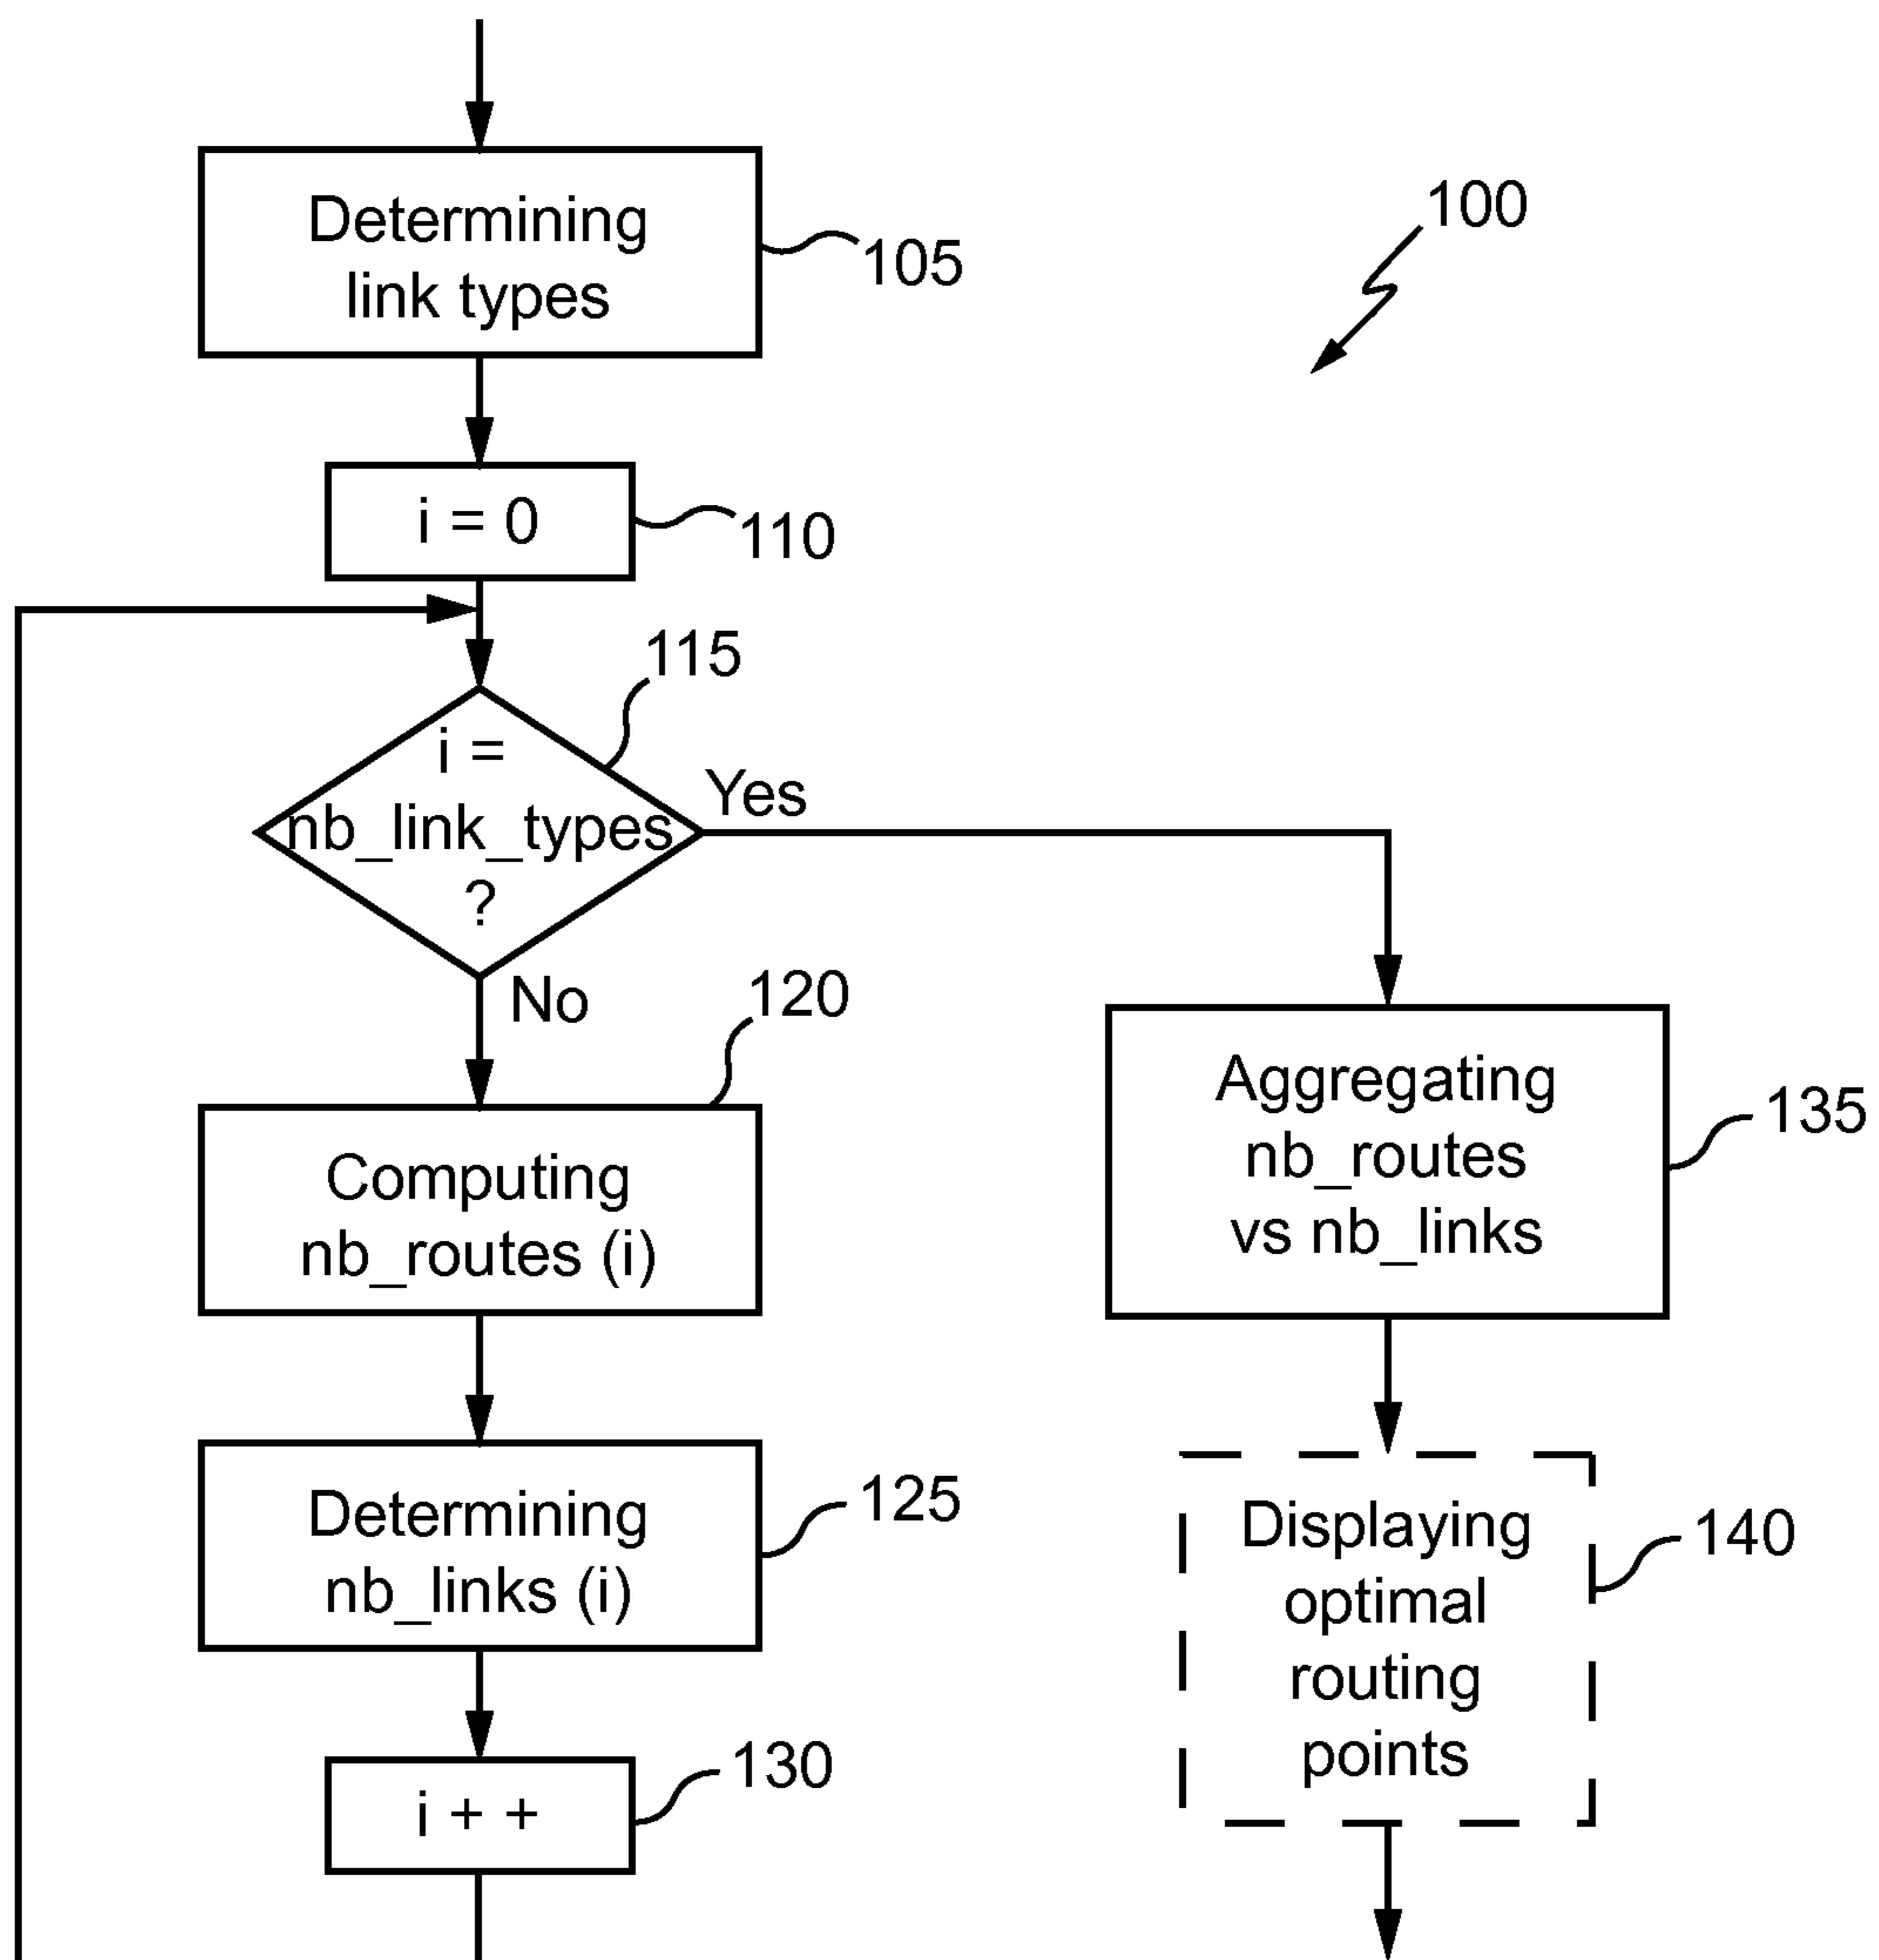 100
Determining
link types
105
i = 0
110
115
i =
nb_link_types
?
Yes
No
120
Computing
nb_routes (i)
Determining
nb_links (i)
125
i + +
130
Aggregating
nb_routes
vs nb_links
135
Displaying
optimal
routing
points
140